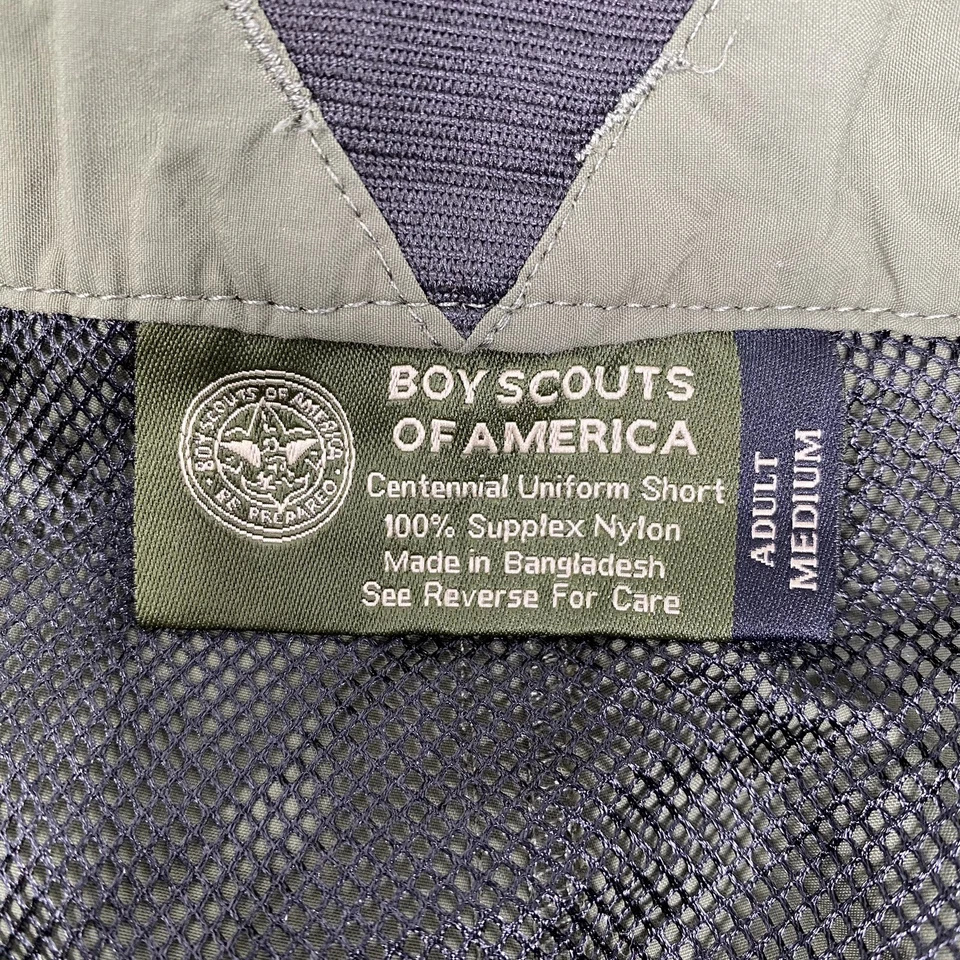 BOY SCOUTS OF AMERICA
BE PREPARED
BOY SCOUTS
OF AMERICA
Centennial Uniform Short
100% Supplex Nylon
Made in Bangladesh
See Reverse For Care
ADULT
MEDIUM